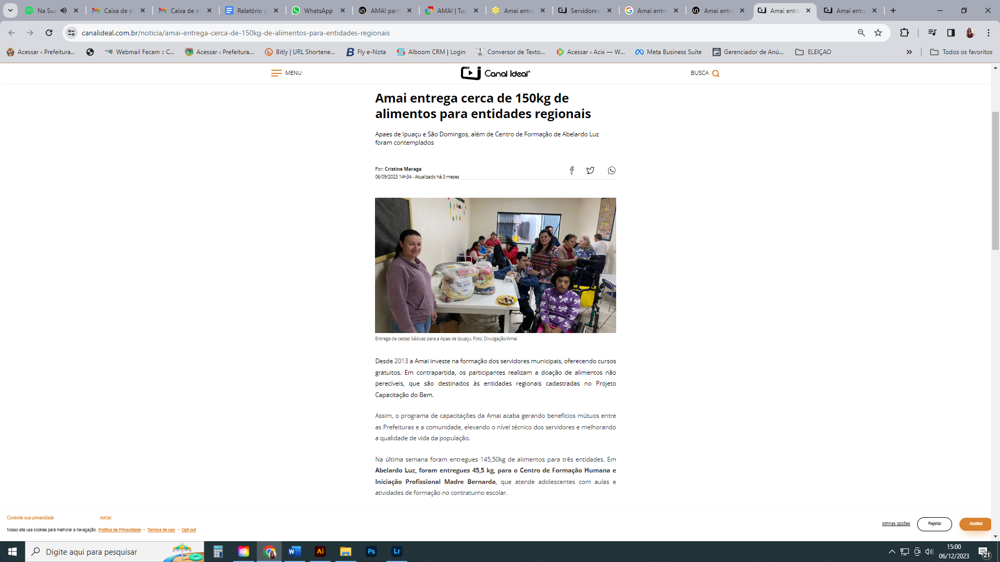 Na Sua
Caixa de e
Caixa de e
Relatório d
WhatsApp
AMAI parti
AMAI | Tud
Amai entre
Servidores
Amai entre
Amai entre
Amai entre
Amai entre
canalideal.com.br/noticia/amai-entrega-cerca-de-150kg-de-alimentos-para-entidades-regionais
Acessar ‹ Prefeitura...
Webmail Fecam :: C...
Acessar ‹ Prefeitura...
Bitly | URL Shortene...
Fly e-Nota
Alboom CRM | Login
Conversor de Texto...
Acessar ‹ Acix — W...
Meta Business Suite
Gerenciador de Anú...
ELEIÇAO
Todos os favoritos
MENU
Canal Ideal
BUSCA
Amai entrega cerca de 150kg de
alimentos para entidades regionais
Apaes de Ipuaçu e São Domingos, além de Centro de Formação de Abelardo Luz
foram contemplados
Por: Cristine Maraga
06/09/2023 14h34 - Atualizado há 3 meses
Entrega de cestas básicas para a Apae de Ipuaçu. Foto: Divulgação/Amai
Desde 2013 a Amai investe na formação dos servidores municipais, oferecendo cursos
gratuitos. Em contrapartida, os participantes realizam a doação de alimentos não
perecíveis, que são destinados às entidades regionais cadastradas no Projeto
Capacitação do Bem.
Assim, o programa de capacitações da Amai acaba gerando benefícios mútuos entre
as Prefeituras e a comunidade, elevando o nível técnico dos servidores e melhorando
a qualidade de vida da população.
Na última semana foram entregues 145,50kg de alimentos para três entidades. Em
Abelardo Luz, foram entregues 45,5 kg, para o Centro de Formação Humana e
Iniciação Profissional Madre Bernarda, que atende adolescentes com aulas e
atividades de formação no contraturno escolar.
Controle sua privacidade
AdOpt
Nosso site usa cookies para melhorar a navegação. Política de Privacidade - Termos de uso - Opt-out
Minhas opções
Rejeitar
Aceitar
Digite aqui para pesquisar
Ai
Ps
Lr
15:00
06/12/2023
21